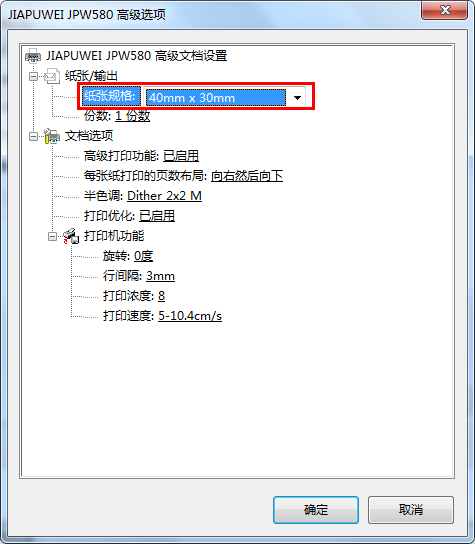 JIAPUWEI JPW580 高级选项
JIAPUWEI JPW580 高级文档设置
纸张/输出
纸张规格: 40mm x 30mm
份数: 1 份数
文档选项
高级打印功能: 已启用
每张纸打印的页数布局: 向右然后向下
半色调: Dither 2x2 M
打印优化: 已启用
打印机功能
旋转: 0度
行间隔: 3mm
打印浓度: 8
打印速度: 5-10.4cm/s
确定 取消